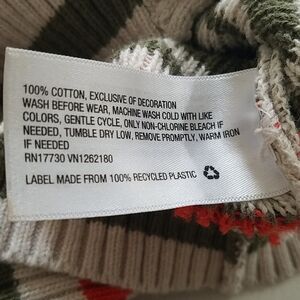 100% COTTON, EXCLUSIVE OF DECORATION
WASH BEFORE WEAR, MACHINE WASH COLD WITH LIKE
COLORS, GENTLE CYCLE, ONLY NON-CHLORINE BLEACH IF
NEEDED, TUMBLE DRY LOW, REMOVE PROMPTLY, WARM IRON
IF NEEDED
RN17730 VN1262180
LABEL MADE FROM 100% RECYCLED PLASTIC